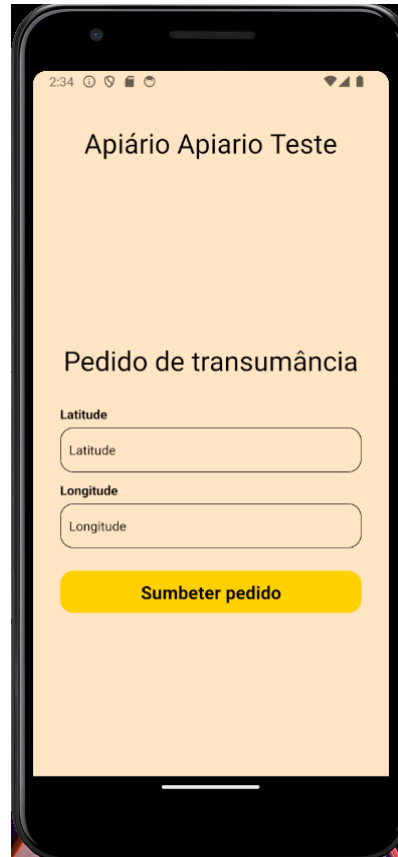 2:34
Apiário Apiario Teste
Pedido de transumância
Latitude
Latitude
Longitude
Longitude
Sumbeter pedido